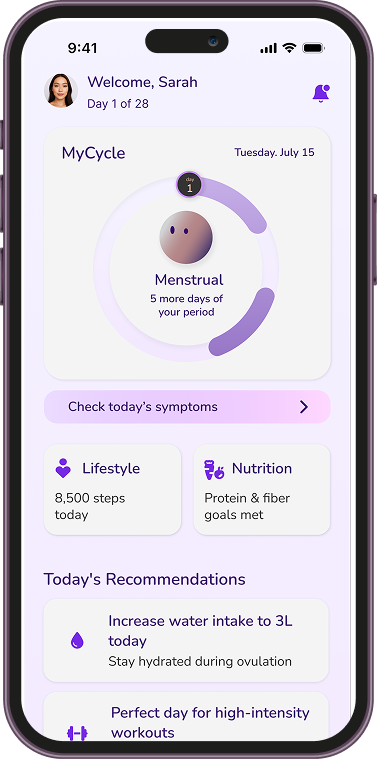 9:41
Welcome, Sarah
Day 1 of 28
MyCycle
Tuesday. July 15
day
1
Menstrual
5 more days of
your period
Check today's symptoms
Lifestyle
8,500 steps
today
Nutrition
Protein & fiber
goals met
Today's Recommendations
Increase water intake to 3L
today
Stay hydrated during ovulation
Perfect day for high-intensity
workouts